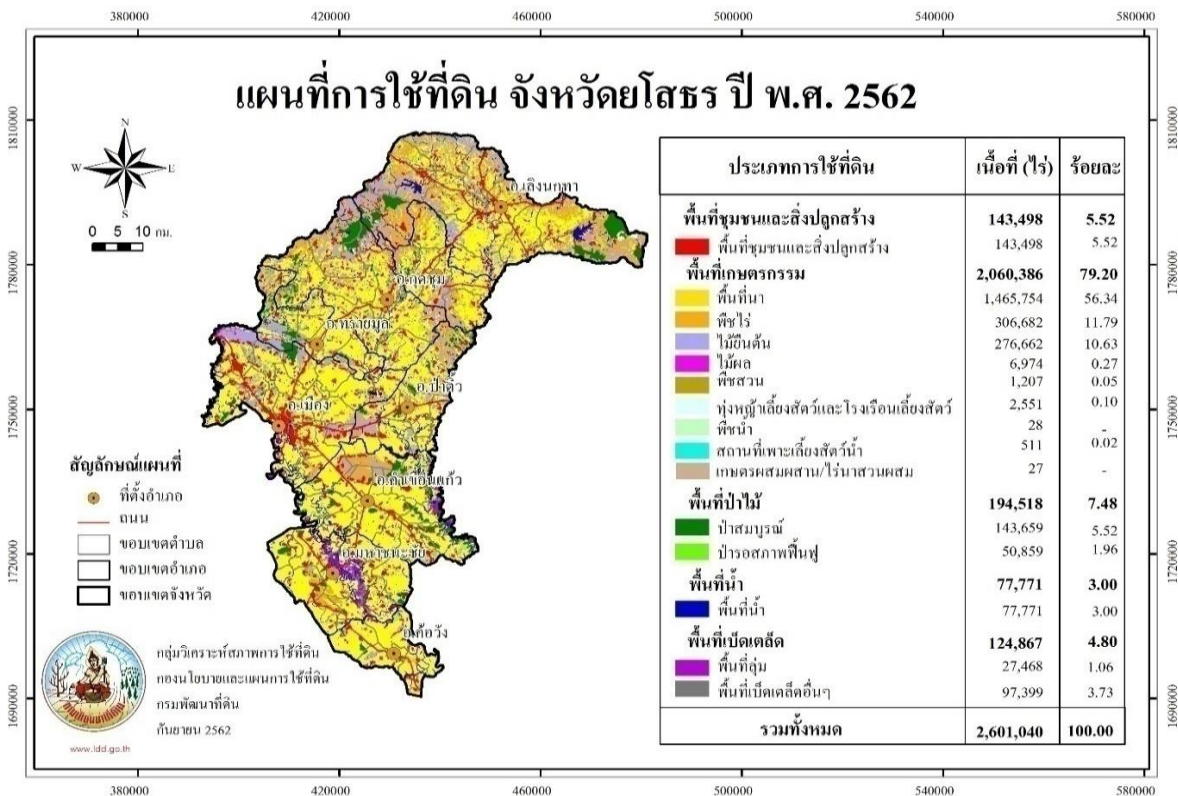 380000 420000 460000 500000 540000 580000
แผนที่การใช้ที่ดิน จังหวัดยโสธร ปี พ.ศ. 2562
1810000 1810000
1780000 1780000
1750000 1750000
1720000 1720000
1690000 1690000
N
W E
S
0 5 10 กม.
อ.เลิงนกทา
อ.กุดชุม
อ.ทรายมูล
อ.ป่าติ้ว
อ.เมือง
อ.คำเขื่อนแก้ว
อ.มหาชนะชัย
อ.ค้อวัง
สัญลักษณ์แผนที่
ที่ตั้งอำเภอ
ถนน
ขอบเขตตำบล
ขอบเขตอำเภอ
ขอบเขตจังหวัด
กรมพัฒนาที่ดิน
www.ldd.go.th
กลุ่มวิเคราะห์สภาพการใช้ที่ดิน
กองนโยบายและแผนการใช้ที่ดิน
กรมพัฒนาที่ดิน
กันยายน 2562
ประเภทการใช้ที่ดิน เนื้อที่ (ไร่) ร้อยละ
พื้นที่ชุมชนและสิ่งปลูกสร้าง 143,498 5.52
พื้นที่ชุมชนและสิ่งปลูกสร้าง 143,498 5.52
พื้นที่เกษตรกรรม 2,060,386 79.20
พื้นที่นา 1,465,754 56.34
พืชไร่ 306,682 11.79
ไม้ยืนต้น 276,662 10.63
ไม้ผล 6,974 0.27
พืชสวน 1,207 0.05
ทุ่งหญ้าเลี้ยงสัตว์และโรงเรือนเลี้ยงสัตว์ 2,551 0.10
พืชน้ำ 28 -
สถานที่เพาะเลี้ยงสัตว์น้ำ 511 0.02
เกษตรผสมผสาน/ไร่นาสวนผสม 27 -
พื้นที่ป่าไม้ 194,518 7.48
ป่าสมบูรณ์ 143,659 5.52
ป่ารอสภาพฟื้นฟู 50,859 1.96
พื้นที่น้ำ 77,771 3.00
พื้นที่น้ำ 77,771 3.00
พื้นที่เบ็ดเตล็ด 124,867 4.80
พื้นที่ลุ่ม 27,468 1.06
พื้นที่เบ็ดเตล็ดอื่นๆ 97,399 3.73
รวมทั้งหมด 2,601,040 100.00
380000 420000 460000 500000 540000 580000